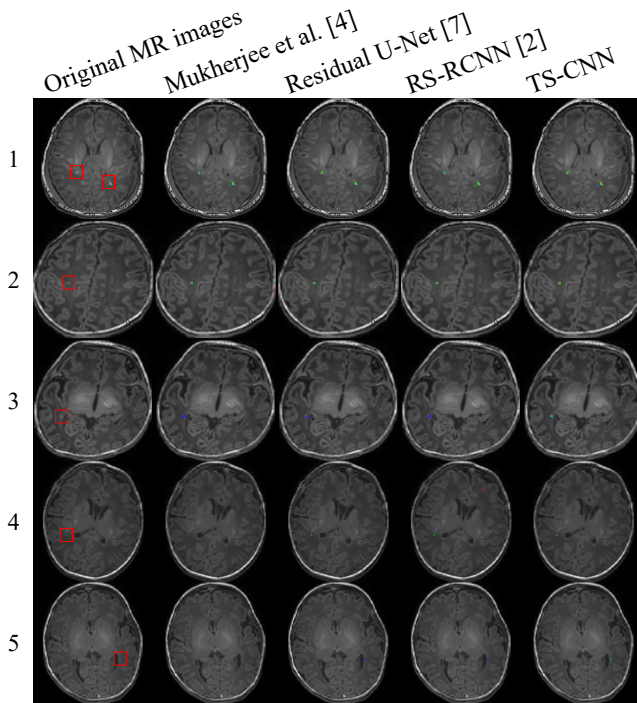 Original MR images
Mukherjee et al. [4]
Residual U-Net [7]
RS-RCNN [2]
TS-CNN
1
2
3
4
5